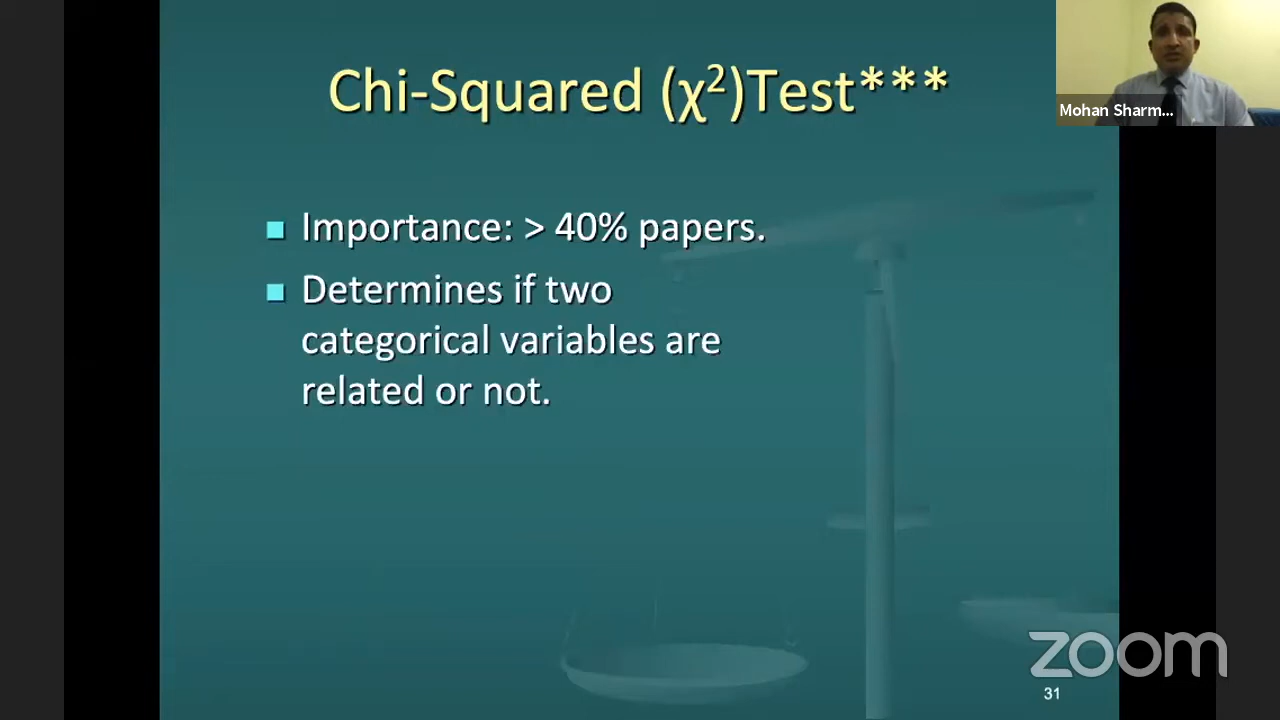 Chi-Squared (χ²)Test***
Mohan Sharm...
Importance: > 40% papers.
Determines if two
categorical variables are
related or not.
zoom
31